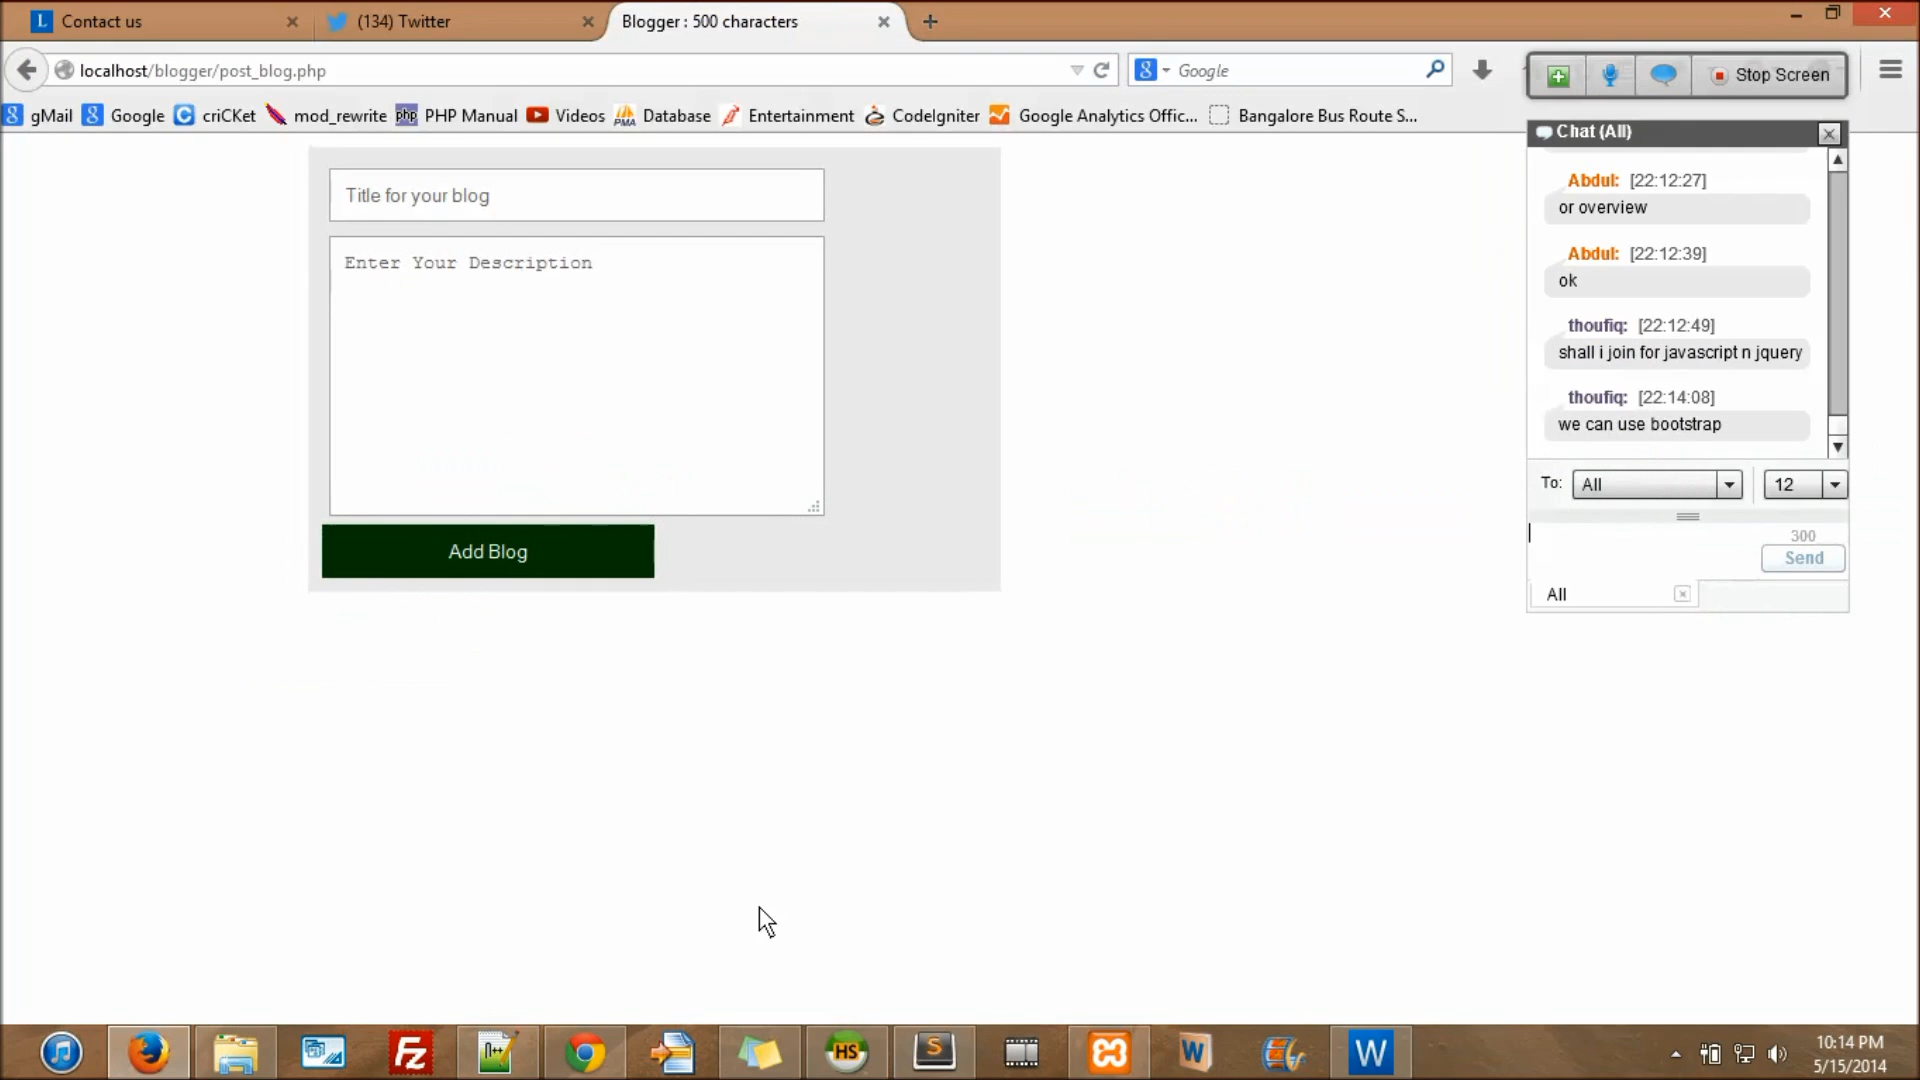 Contact us
(134) Twitter
Blogger : 500 characters
localhost/blogger/post_blog.php
Google
Stop Screen
gMail
Google
criCKet
mod_rewrite
PHP Manual
Videos
Database
Entertainment
CodeIgniter
Google Analytics Offic...
Bangalore Bus Route S...
Title for your blog
Enter Your Description
Add Blog
Chat (All)
Abdul: [22:12:27]
or overview
Abdul: [22:12:39]
ok
thoufiq: [22:12:49]
shall i join for javascript n jquery
thoufiq: [22:14:08]
we can use bootstrap
To: All 12
300
Send
All
10:14 PM
5/15/2014